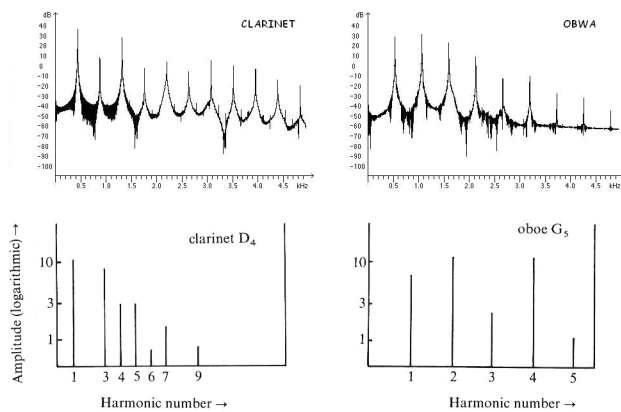 dB
CLARINET
40
30
20
10
0
-10
-20
-30
-40
-50
-60
-70
-80
-90
-100
0.5 1.0 1.5 2.0 2.5 3.0 3.5 4.0 4.5 kHz
dB
OBWA
40
30
20
10
0
-10
-20
-30
-40
-50
-60
-70
-80
-90
-100
0.5 1.0 1.5 2.0 2.5 3.0 3.5 4.0 4.5 kHz
Amplitude (logarithmic) →
clarinet D4
10
3
1
1 3 4 5 6 7 9
Harmonic number →
oboe G5
10
3
1
1 2 3 4 5
Harmonic number →